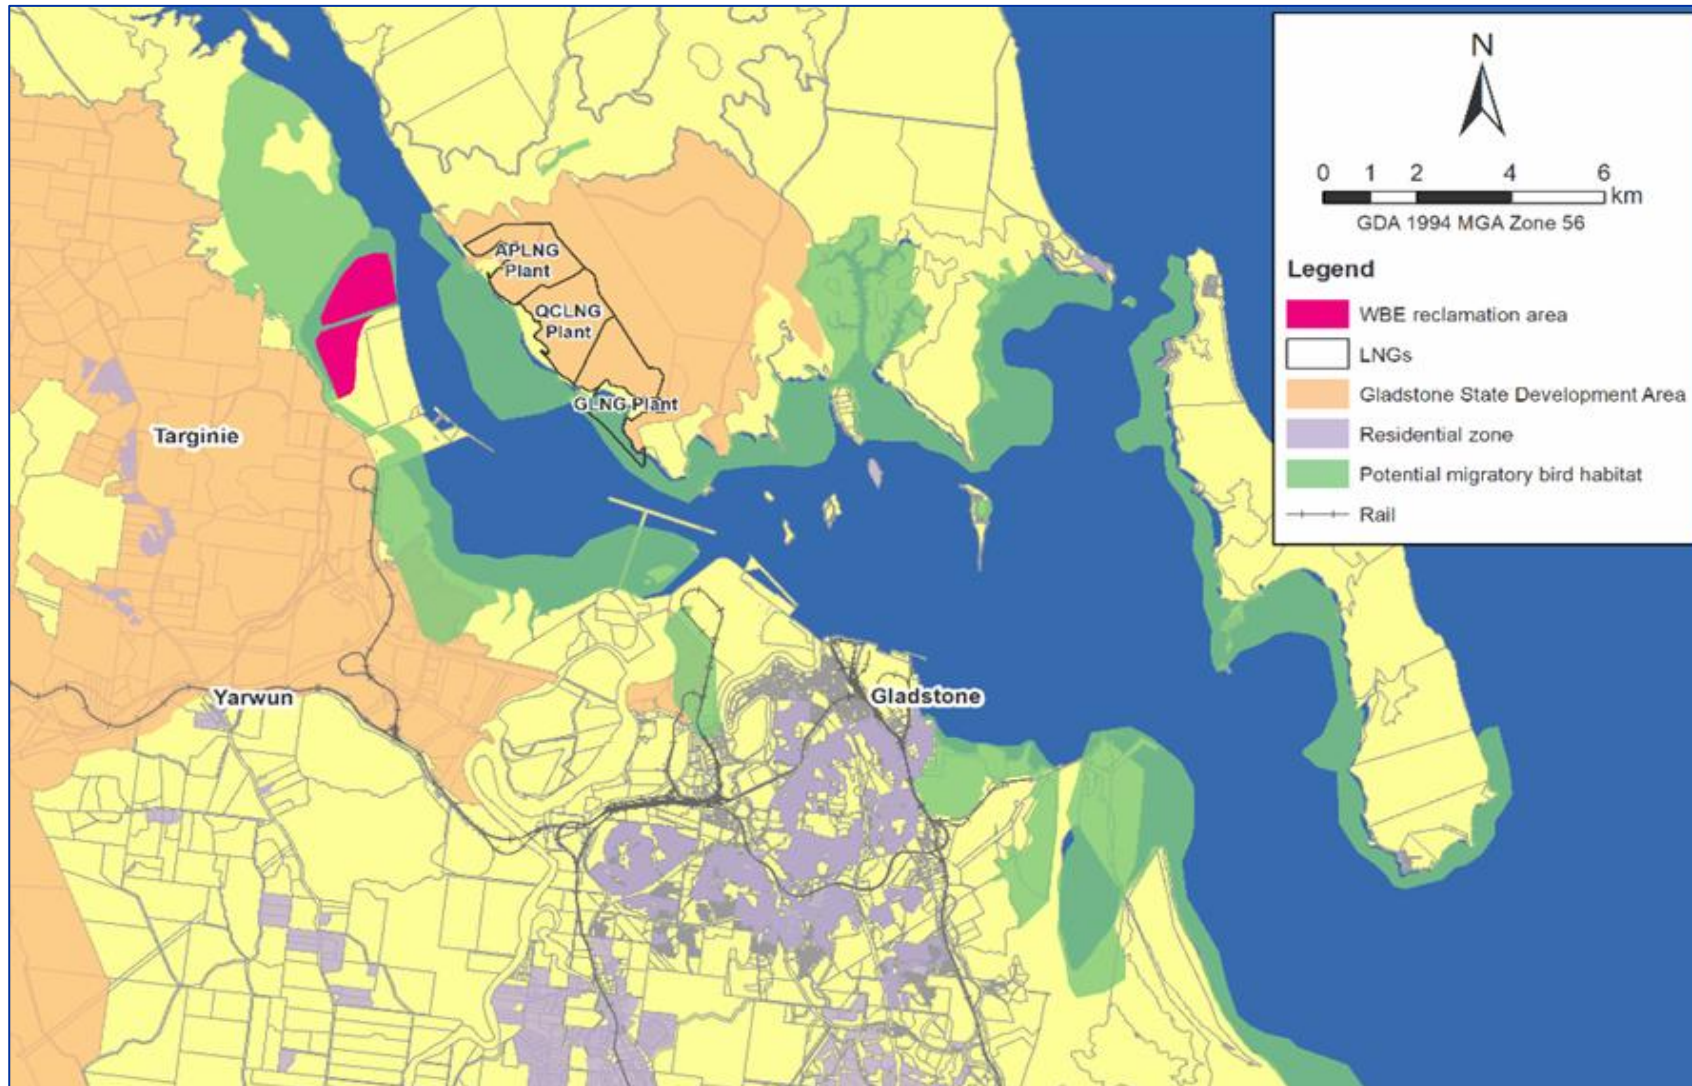 N
0 1 2 4 6
km
GDA 1994 MGA Zone 56
Legend
WBE reclamation area
LNGs
Gladstone State Development Area
Residential zone
Potential migratory bird habitat
Rail
APLNG
Plant
QCLNG
Plant
GLNG Plant
Targinie
Yarwun
Gladstone